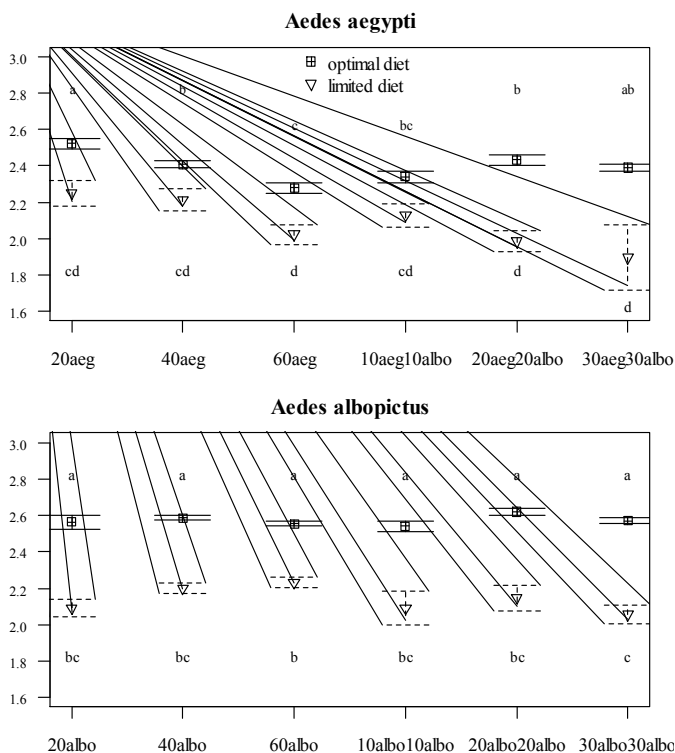 Aedes aegypti
3.0
2.8
2.6
2.4
2.2
2.0
1.8
1.6
optimal diet
limited diet
a b c bc b ab
cd cd d cd d d
20aeg 40aeg 60aeg 10aeg10albo 20aeg20albo 30aeg30albo
Aedes albopictus
3.0
2.8
2.6
2.4
2.2
2.0
1.8
1.6
a a a a a a
bc bc b bc bc c
20albo 40albo 60albo 10albo10albo 20albo20albo 30albo30albo